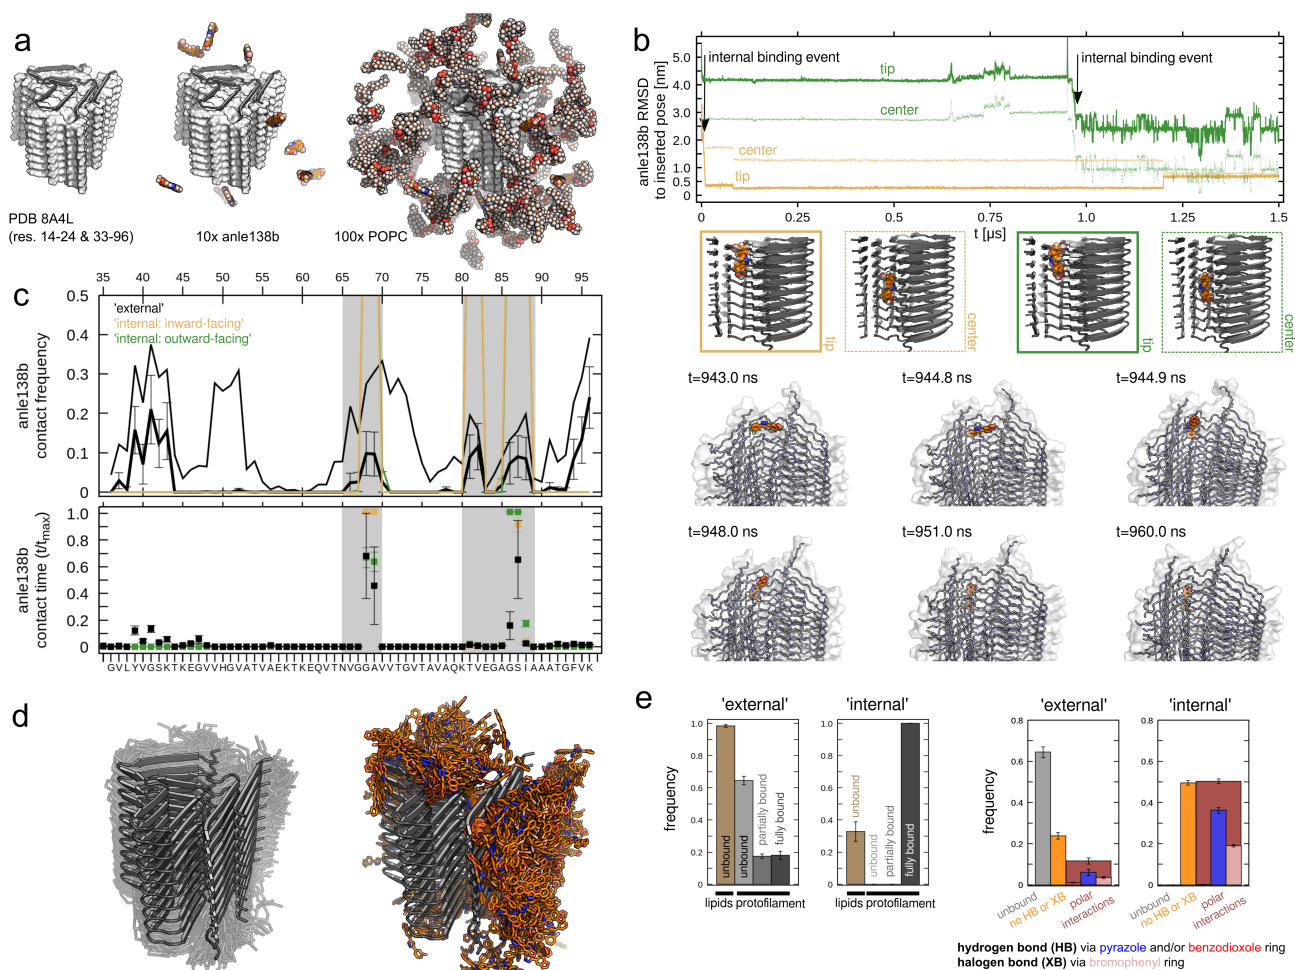 a
PDB 8A4L
(res. 14-24 & 33-96)
10x anle138b
100x POPC
b
anle138b RMSD
to inserted pose [nm]
5.0
4.0
3.0
2.0
1.0
0.5
0
internal binding event
internal binding event
tip
center
center
tip
0
0.25
0.5
0.75
1.0
1.25
1.5
t [µs]
tip
center
tip
center
t=943.0 ns
t=944.8 ns
t=944.9 ns
t=948.0 ns
t=951.0 ns
t=960.0 ns
c
35 40 45 50 55 60 65 70 75 80 85 90 95
anle138b
contact frequency
0.5
0.4
0.3
0.2
0.1
0
'external'
'internal: inward-facing'
'internal: outward-facing'
anle138b
contact time (t/tmax)
1.0
0.8
0.6
0.4
0.2
0
GVLYVGSKTKEGVVHGVATVAEKTKEQVTNVGGAVVTGVTAVAQKTVEGAGSIAAATGFVK
d
e
'external'
'internal'
frequency
1.0
0.8
0.6
0.4
0.2
0
unbound
unbound
partially bound
fully bound
unbound
unbound
partially bound
fully bound
lipids protofilament
lipids protofilament
'external'
'internal'
frequency
0.8
0.6
0.4
0.2
0
0.8
0.6
0.4
0.2
0
unbound
no HB or XB
polar
interactions
unbound
no HB or XB
polar
interactions
hydrogen bond (HB) via pyrazole and/or benzodioxole ring
halogen bond (XB) via bromophenyl ring